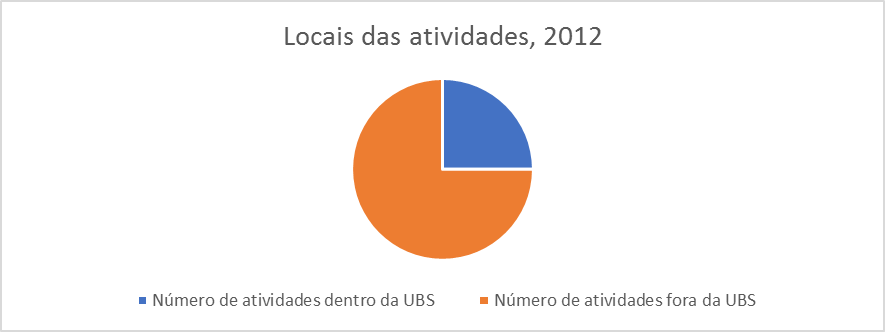 Locais das atividades, 2012
Número de atividades dentro da UBS
Número de atividades fora da UBS